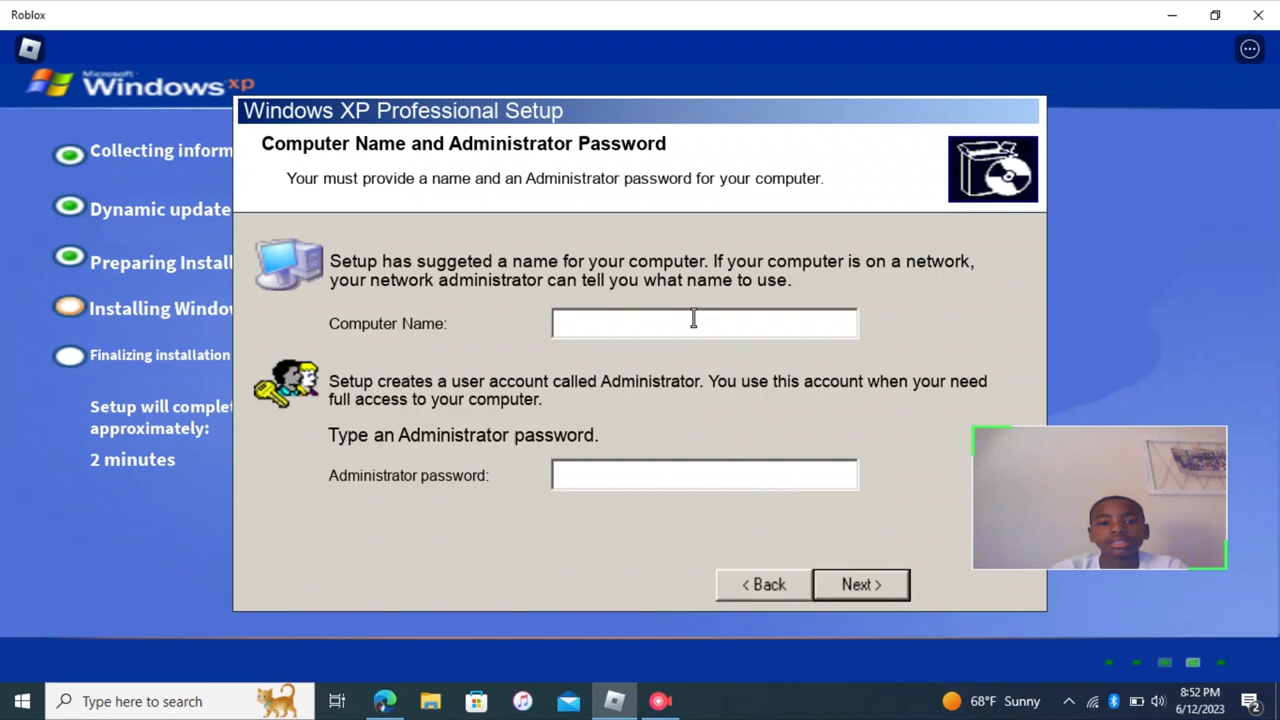 Roblox
Microsoft
Windows xp
Windows XP Professional Setup
Computer Name and Administrator Password
Your must provide a name and an Administrator password for your computer.
Collecting inform
Dynamic update
Preparing Install
Installing Window
Finalizing installation
Setup will complet
approximately:
2 minutes
Setup has suggeted a name for your computer. If your computer is on a network,
your network administrator can tell you what name to use.
Computer Name:
Setup creates a user account called Administrator. You use this account when your need
full access to your computer.
Type an Administrator password.
Administrator password:
< Back
Next >
Type here to search
68°F Sunny
8:52 PM
6/12/2023
2